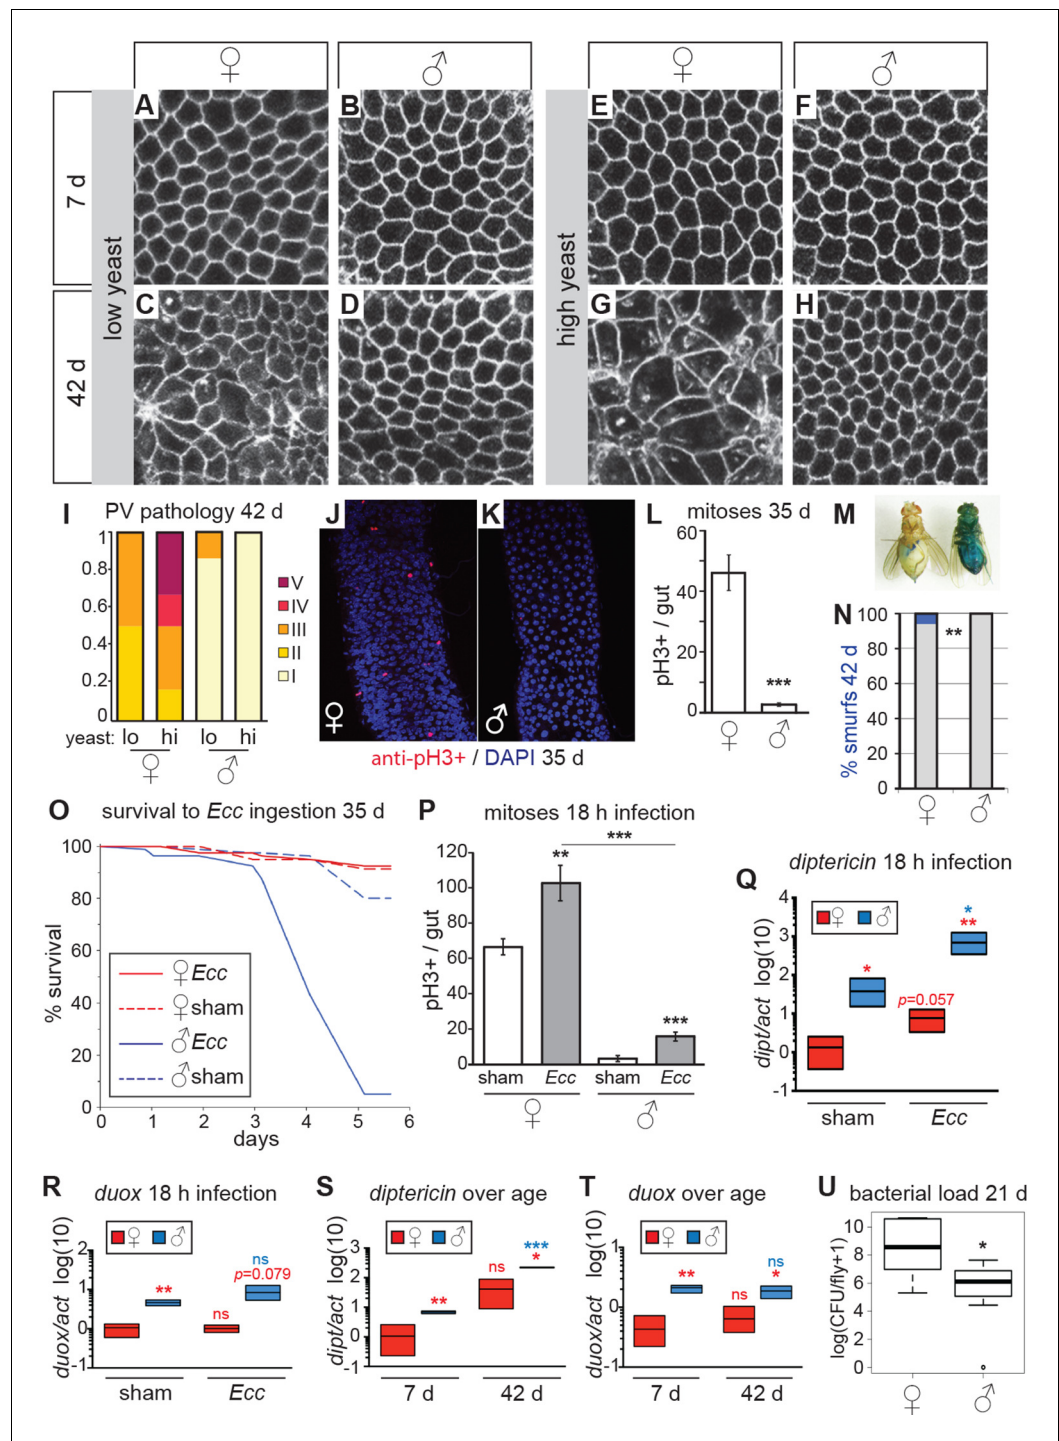 ♀ ♂ ♀ ♂
7 d
42 d
low yeast
high yeast
A B E F
C D G H
I PV pathology 42 d
1
0.8
0.6
0.4
0.2
0
V
IV
III
II
I
yeast: lo hi lo hi
♀ ♂
J K
♀ ♂
anti-pH3+ / DAPI 35 d
L mitoses 35 d
pH3+ / gut
60
40
20
0
***
♀ ♂
M
N
% smurfs 42 d
100
80
60
40
20
0
**
♀ ♂
O survival to Ecc ingestion 35 d
% survival
100
80
60
40
20
0
♀ Ecc
♀ sham
♂ Ecc
♂ sham
0 1 2 3 4 5 6
days
P mitoses 18 h infection
pH3+ / gut
120
100
80
60
40
20
0
**
***
***
sham Ecc sham Ecc
♀ ♂
Q diptericin 18 h infection
dipt/act log(10)
4
3
2
1
0
-1
♀ ♂
*
p=0.057
*
**
sham Ecc
R duox 18 h infection
duox/act log(10)
2
1
0
-1
♀ ♂
**
ns
ns
p=0.079
sham Ecc
S diptericin over age
dipt/act log(10)
3
2
1
0
-1
♀ ♂
**
ns
***
*
7 d 42 d
T duox over age
duox/act log(10)
1
0
-1
♀ ♂
**
ns
ns
*
7 d 42 d
U bacterial load 21 d
log(CFU/fly+1)
10
8
6
4
2
0
*
♀ ♂